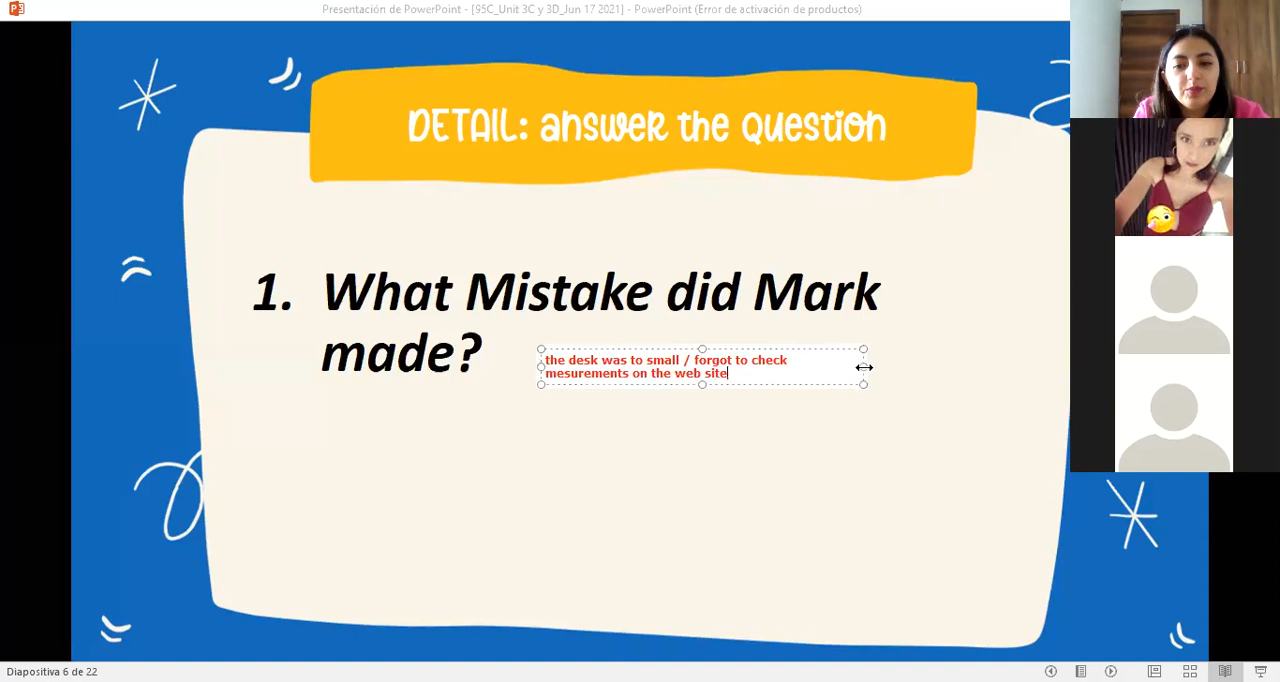 Presentación de PowerPoint - [95C_Unit 3C y 3D_Jun 17 2021] - PowerPoint (Error de activación de productos)
DETAIL: answer the question
1. What Mistake did Mark
made?
the desk was to small / forgot to check
mesurements on the web site
Diapositiva 6 de 22